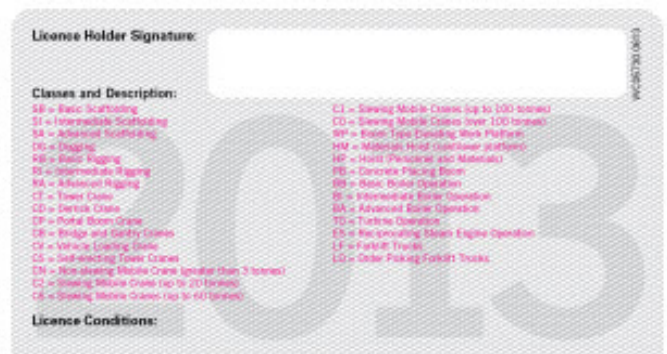 Licence Holder Signature:
WC05730 0613
Classes and Description:
SB = Basic Scaffolding
SI = Intermediate Scaffolding
SA = Advanced Scaffolding
DG = Dogging
RB = Basic Rigging
RI = Intermediate Rigging
RA = Advanced Rigging
CT = Tower Crane
CD = Derrick Crane
CP = Portal Boom Crane
CB = Bridge and Gantry Cranes
CV = Vehicle Loading Crane
CS = Self-erecting Tower Cranes
CN = Non-slewing Mobile Crane (greater than 3 tonnes)
C2 = Slewing Mobile Crane (up to 20 tonnes)
C6 = Slewing Mobile Cranes (up to 60 tonnes)
C1 = Slewing Mobile Cranes (up to 100 tonnes)
C0 = Slewing Mobile Cranes (over 100 tonnes)
WP = Boom Type Elevating Work Platform
HM = Materials Hoist (cantilever platform)
HP = Hoist (Personnel and Materials)
PB = Concrete Placing Boom
BB = Basic Boiler Operation
BI = Intermediate Boiler Operation
BA = Advanced Boiler Operation
TO = Turbine Operation
ES = Reciprocating Steam Engine Operation
LF = Forklift Trucks
LO = Order Picking Forklift Trucks
Licence Conditions:
2013